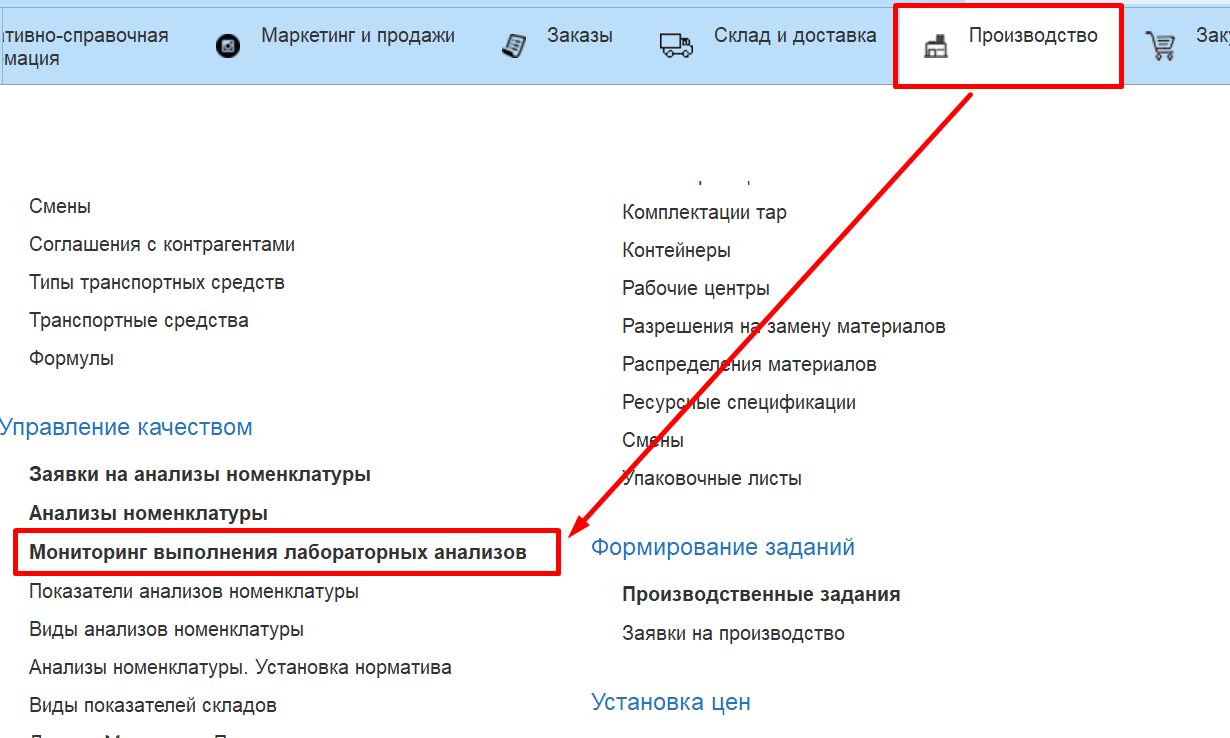 тивно-справочная
мация
Маркетинг и продажи
Заказы
Склад и доставка
Производство
Зак
Смены
Соглашения с контрагентами
Типы транспортных средств
Транспортные средства
Формулы
Управление качеством
Заявки на анализы номенклатуры
Анализы номенклатуры
Мониторинг выполнения лабораторных анализов
Показатели анализов номенклатуры
Виды анализов номенклатуры
Анализы номенклатуры. Установка норматива
Виды показателей складов
Комплектации тар
Контейнеры
Рабочие центры
Разрешения на замену материалов
Распределения материалов
Ресурсные спецификации
Смены
Упаковочные листы
Формирование заданий
Производственные задания
Заявки на производство
Установка цен